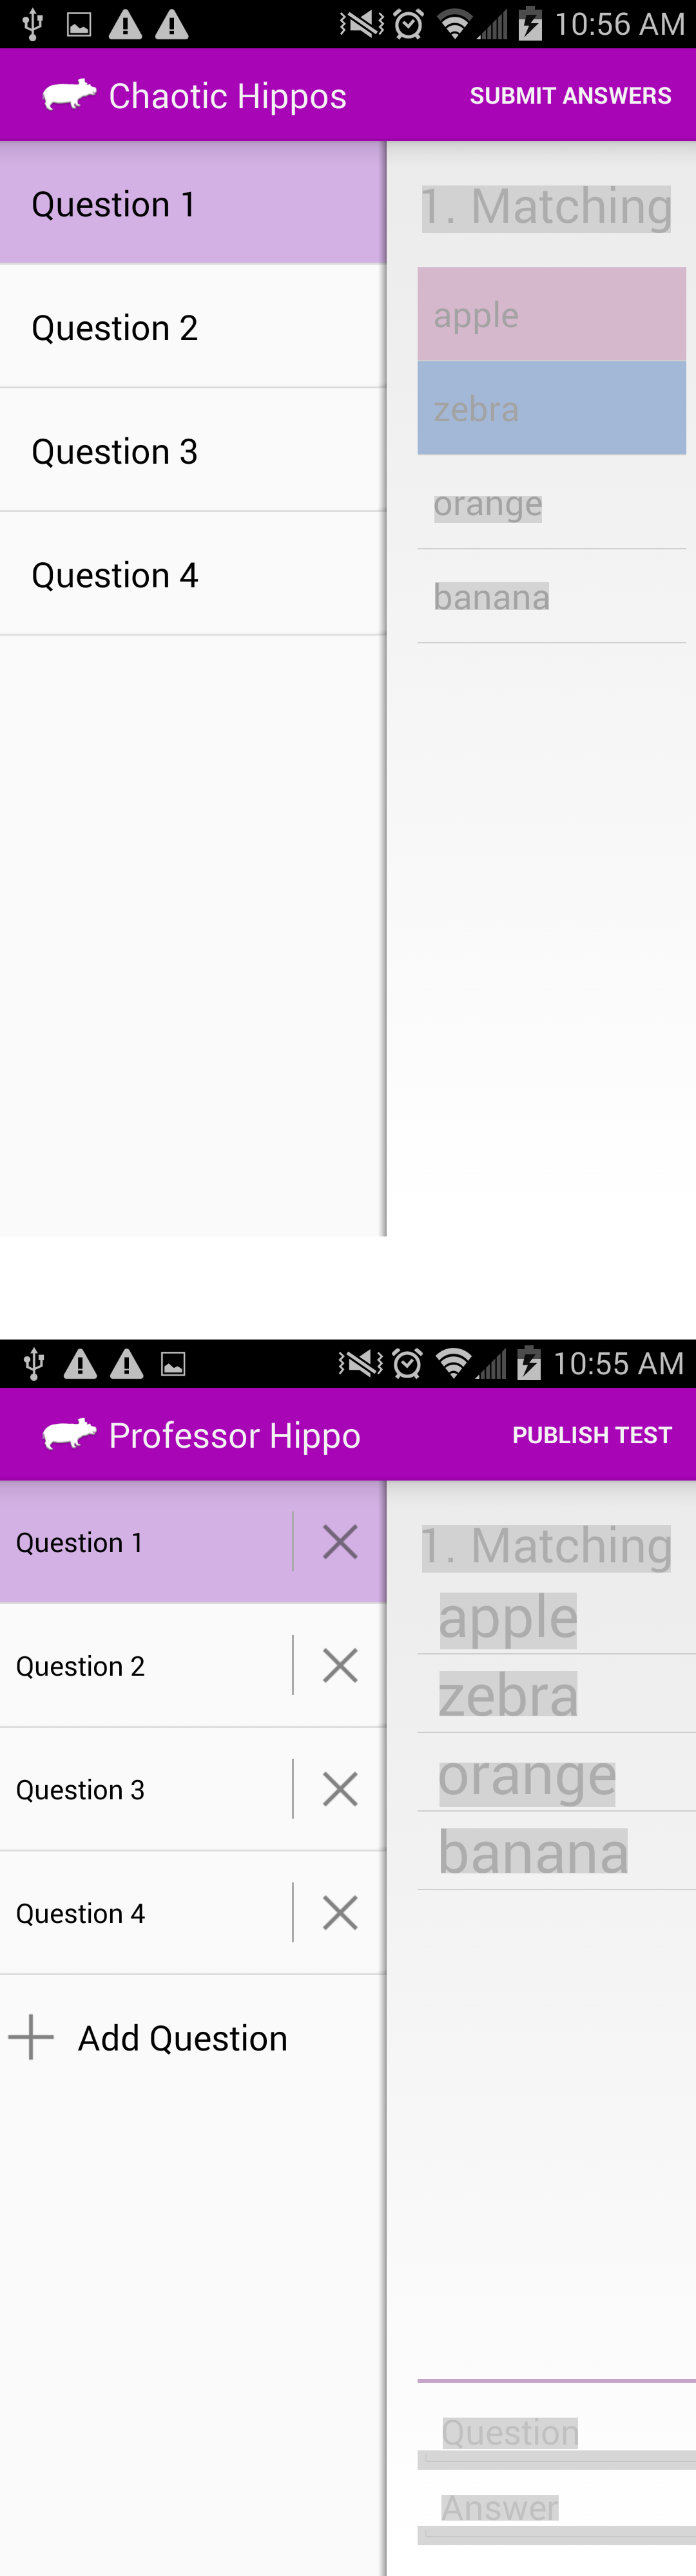 10:56 AM
Chaotic Hippos SUBMIT ANSWERS
Question 1
Question 2
Question 3
Question 4
1. Matching
apple
zebra
orange
banana
10:55 AM
Professor Hippo PUBLISH TEST
Question 1
Question 2
Question 3
Question 4
Add Question
1. Matching
apple
zebra
orange
banana
Question
Answer